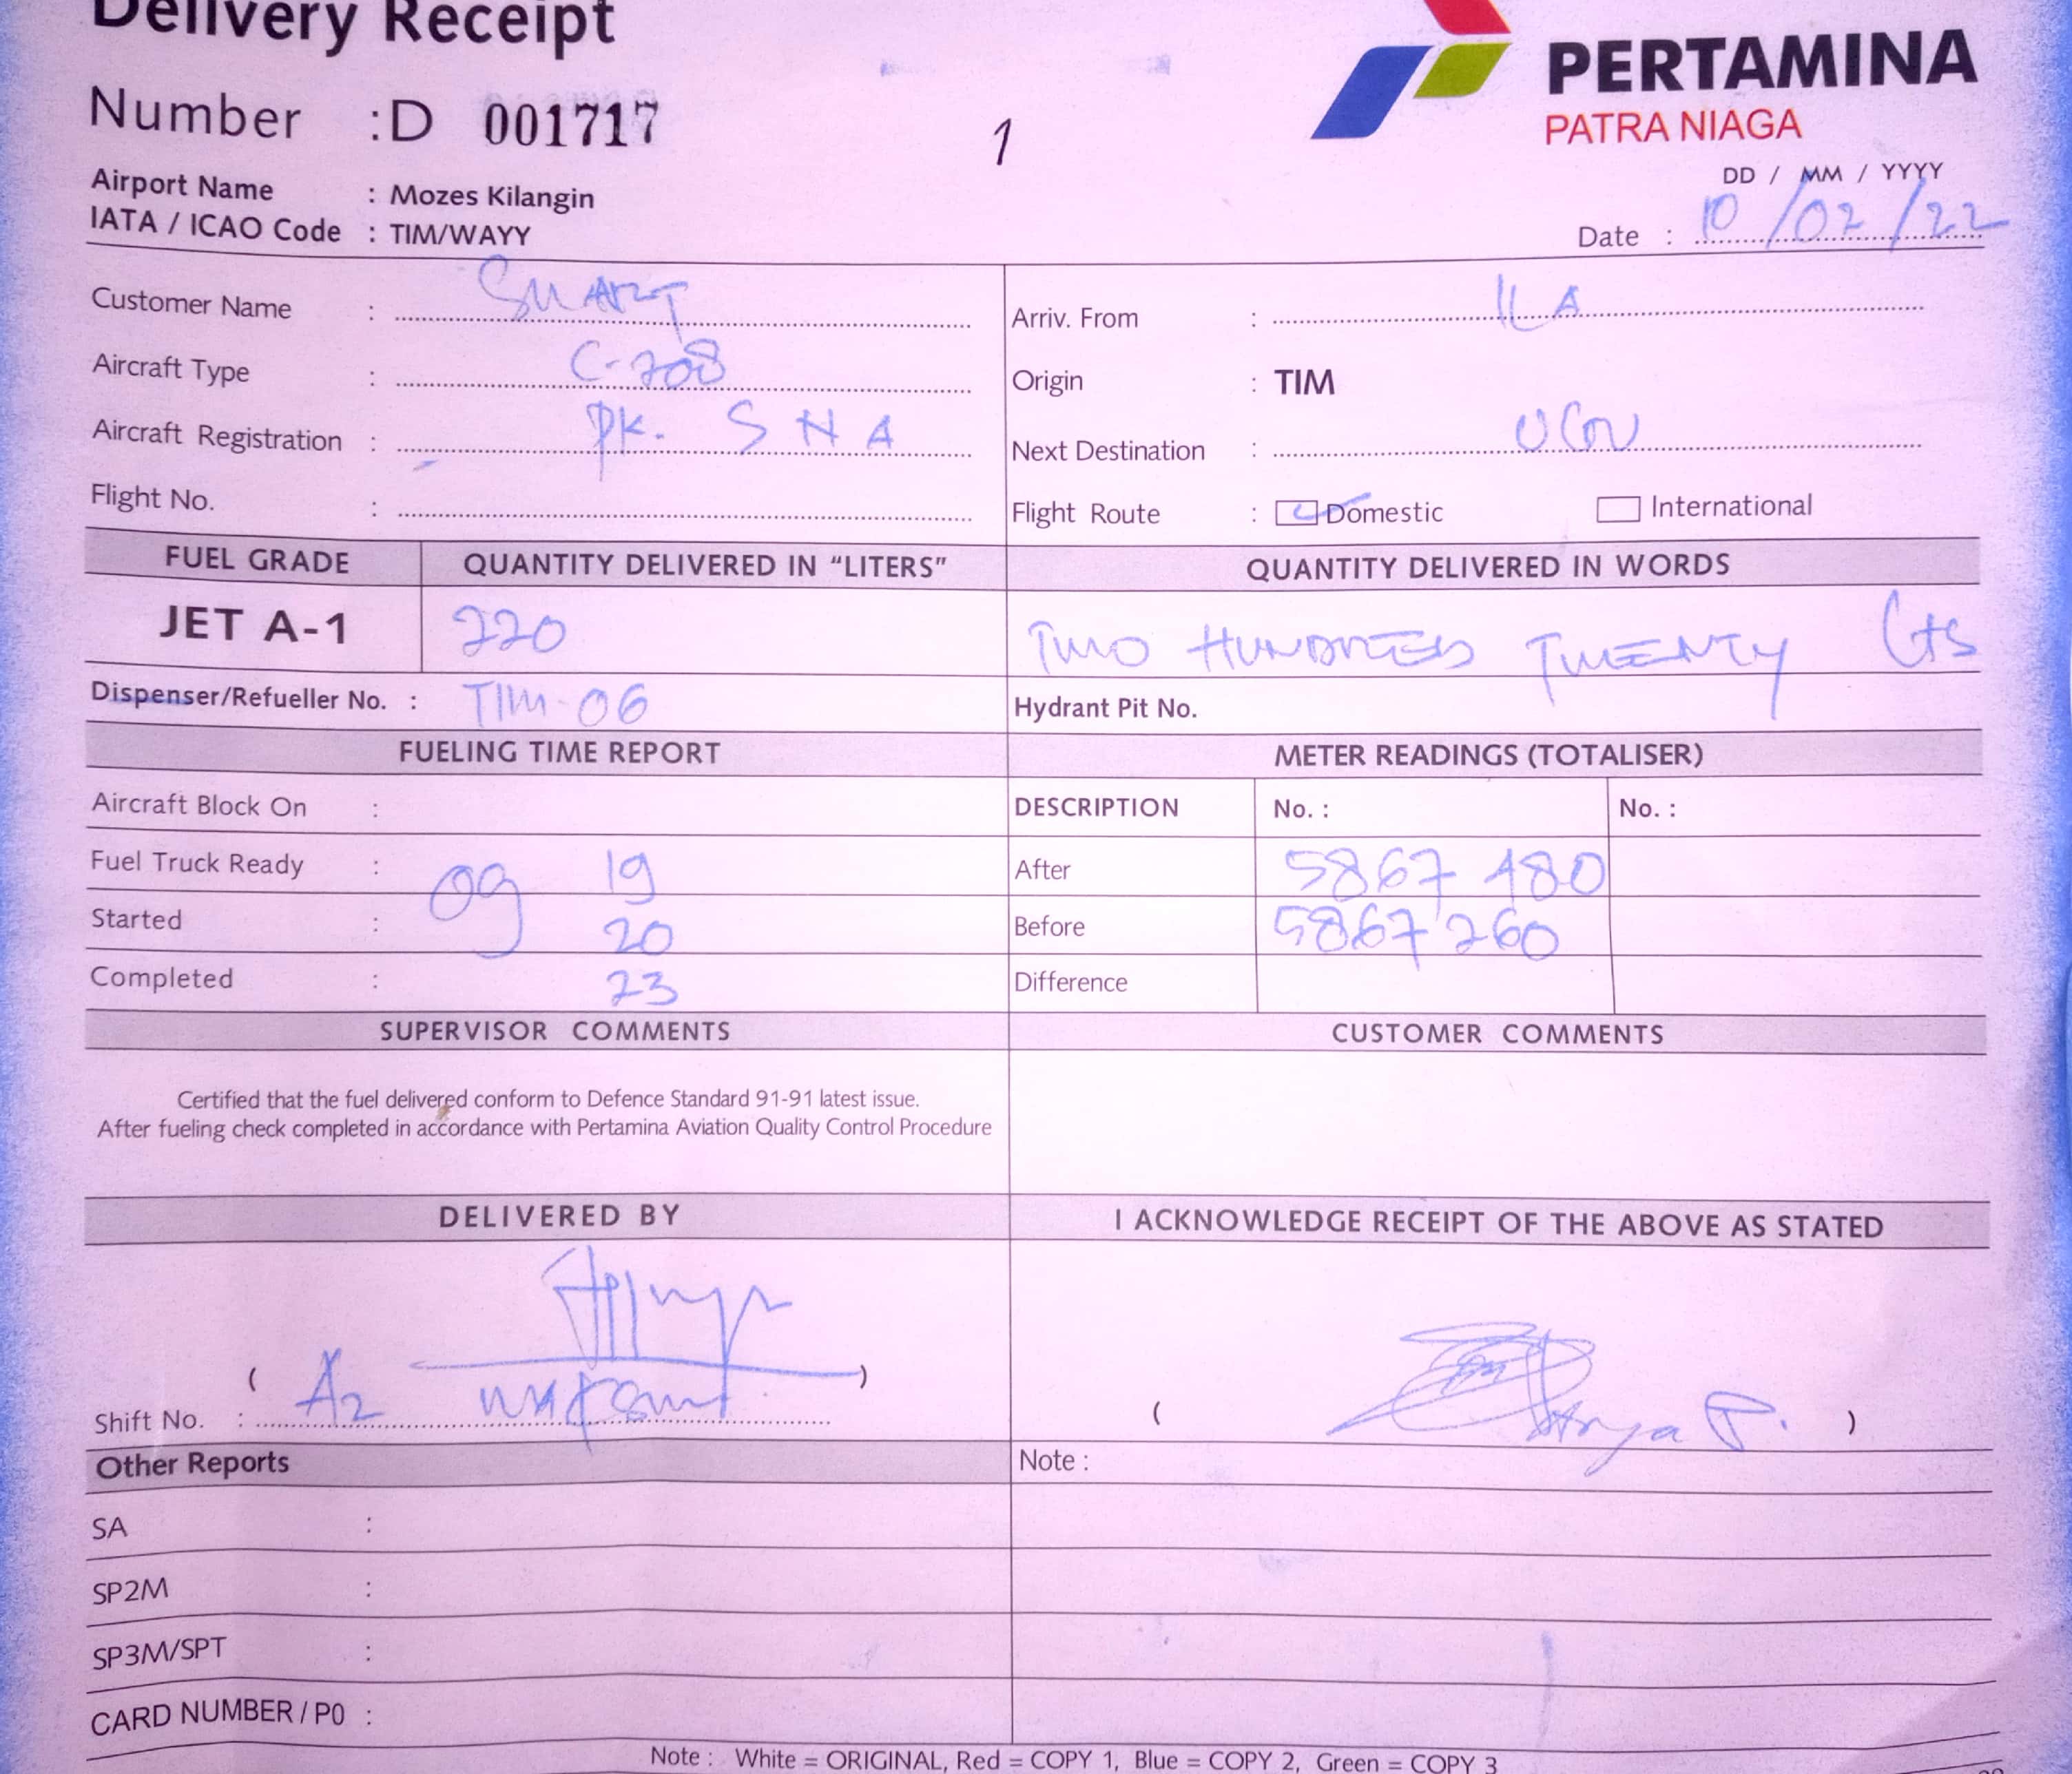 Delivery Receipt
PERTAMINA
PATRA NIAGA
Number : D 001717
1
Airport Name : Mozes Kilangin
IATA / ICAO Code : TIM/WAYY
DD / MM / YYYY
Date : 10/02/22
Customer Name : SMART
Arriv. From : ILA
Aircraft Type : C-208
Origin : TIM
Aircraft Registration : PK. SNA
Next Destination :
Flight No. :
Flight Route : Domestic International
FUEL GRADE QUANTITY DELIVERED IN “LITERS” QUANTITY DELIVERED IN WORDS
JET A-1 220 TWO HUNDRED TWENTY Lts
Dispenser/Refueller No. : TIM-06 Hydrant Pit No.
FUELING TIME REPORT METER READINGS (TOTALISER)
Aircraft Block On : DESCRIPTION No. : No. :
Fuel Truck Ready : 09 19 After 5867 480
Started : 20 Before 5867 260
Completed : 23 Difference
SUPERVISOR COMMENTS CUSTOMER COMMENTS
Certified that the fuel delivered conform to Defence Standard 91-91 latest issue.
After fueling check completed in accordance with Pertamina Aviation Quality Control Procedure
DELIVERED BY I ACKNOWLEDGE RECEIPT OF THE ABOVE AS STATED
( )
Shift No. : A2
( )
Other Reports Note :
SA :
SP2M :
SP3M/SPT :
CARD NUMBER / P0 :
Note : White = ORIGINAL, Red = COPY 1, Blue = COPY 2, Green = COPY 3